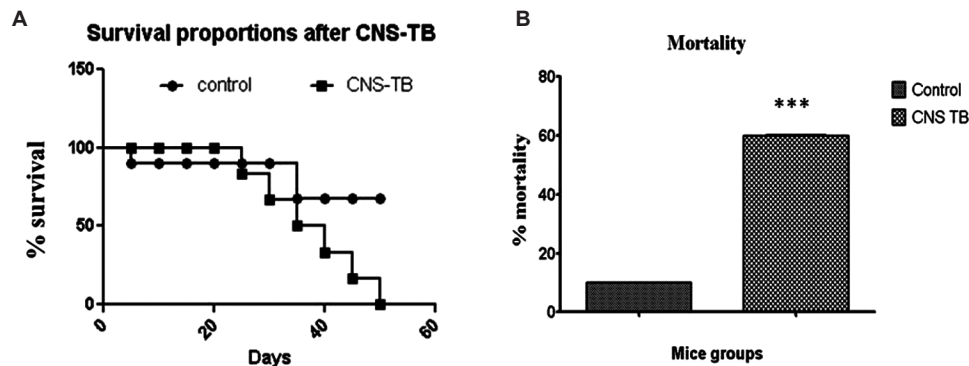 A
Survival proportions after CNS-TB
control
CNS-TB
% survival
150
100
50
0
0
20
40
60
Days
B
Mortality
% mortality
80
60
40
20
0
***
Control
CNS TB
Mice groups